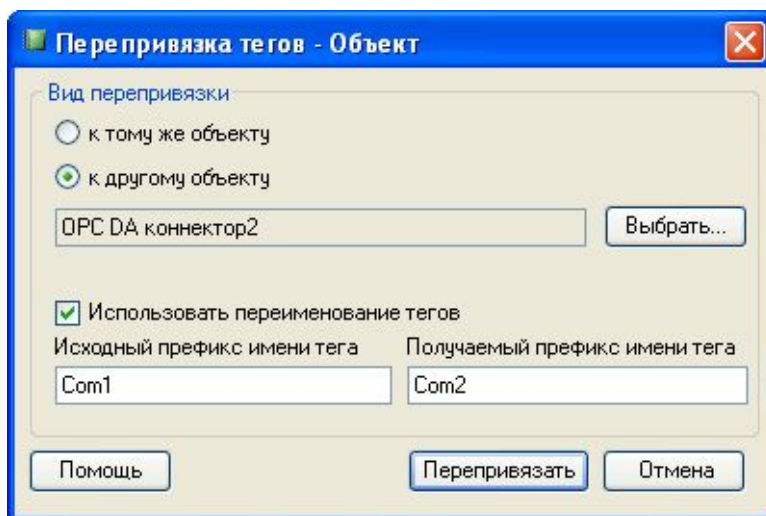 Перепривязка тегов - Объект
Вид перепривязки
к тому же объекту
к другому объекту
OPC DA коннектор2
Выбрать...
Использовать переименование тегов
Исходный префикс имени тега Получаемый префикс имени тега
Com1 Com2
Помощь Перепривязать Отмена